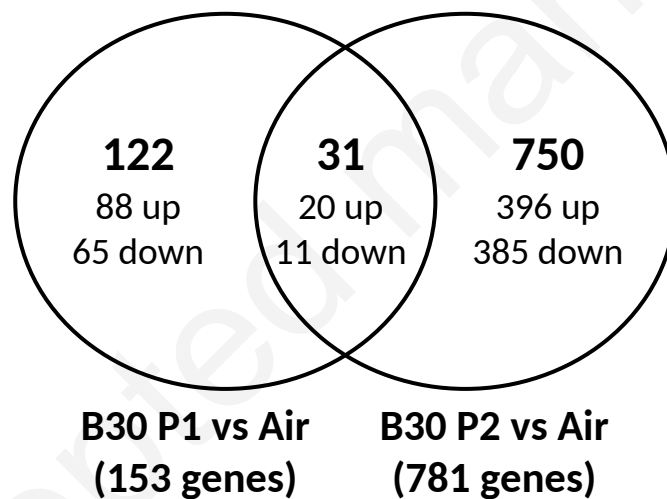 122
88 up
65 down
31
20 up
11 down
750
396 up
385 down
B30 P1 vs Air
(153 genes)
B30 P2 vs Air
(781 genes)